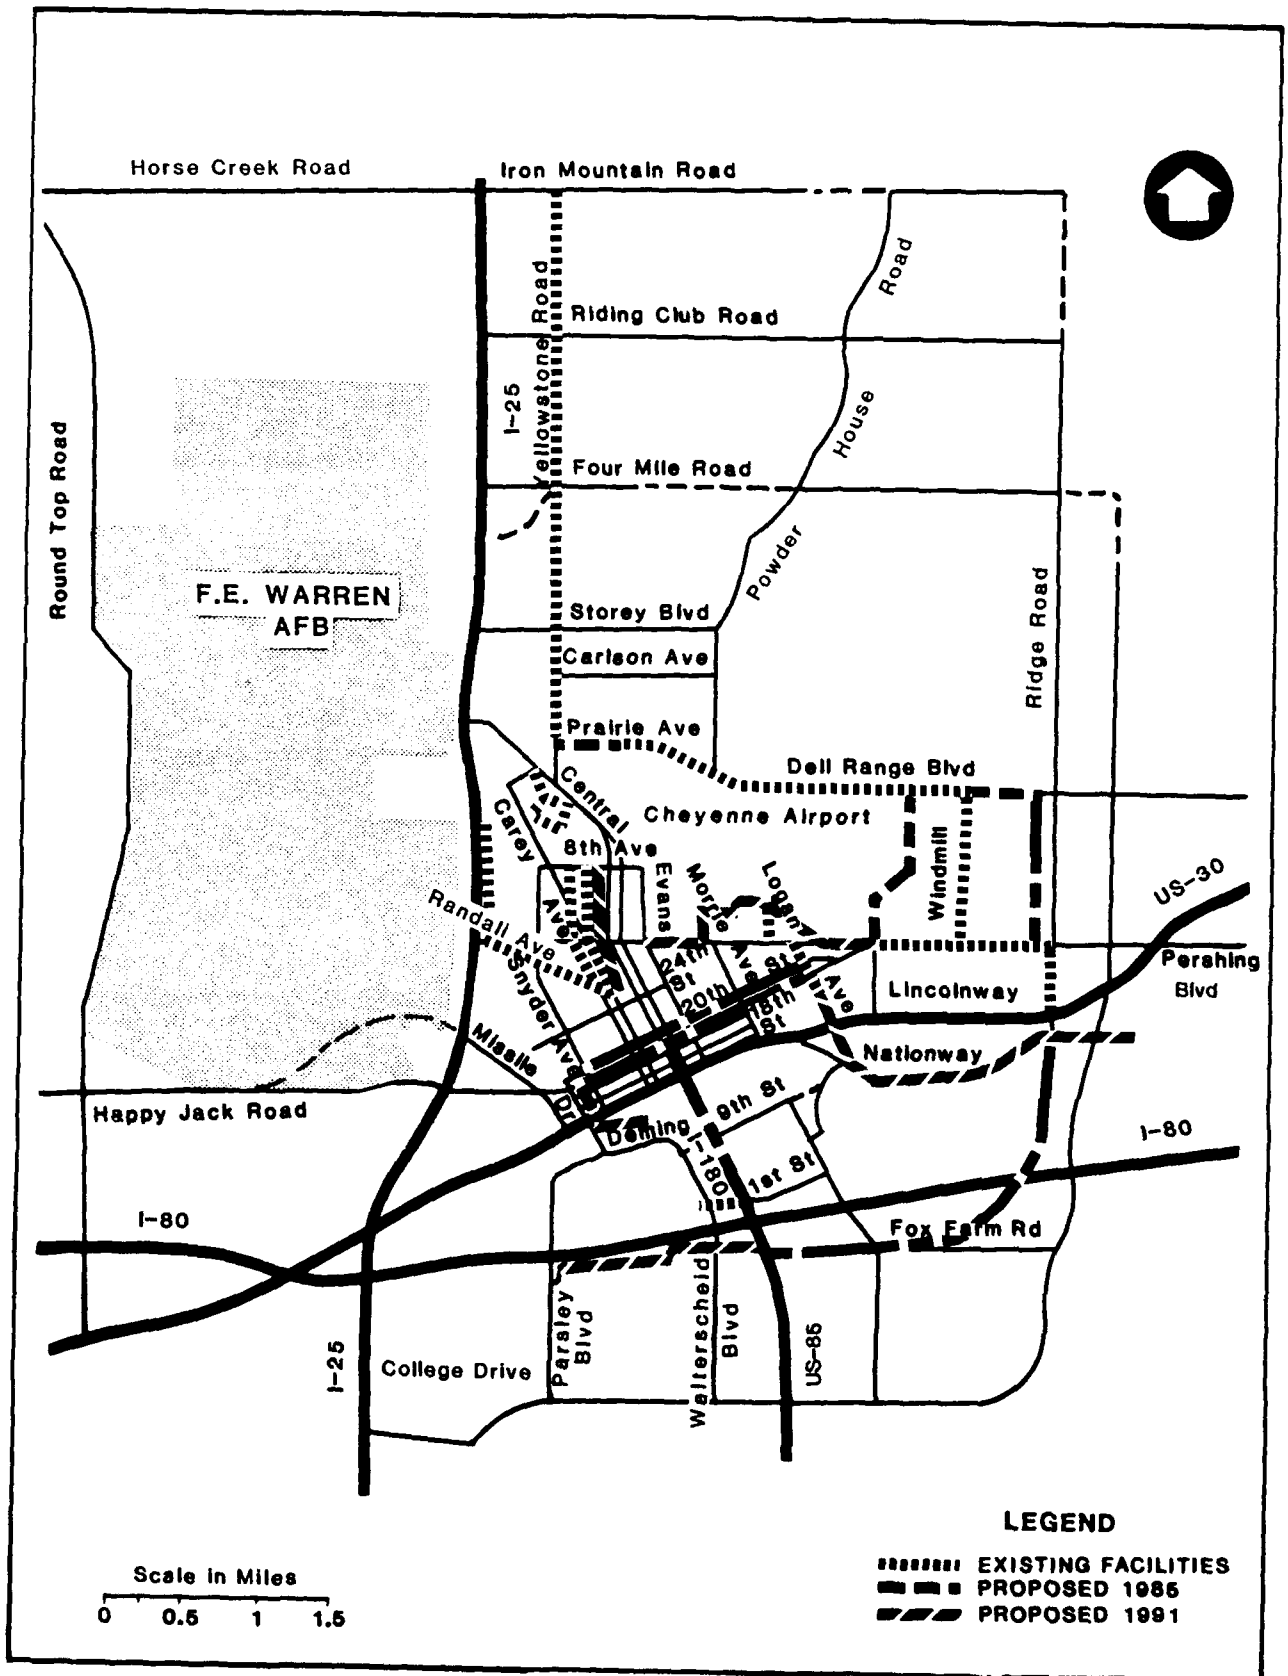 Horse Creek Road
Iron Mountain Road
Road
Yellowstone Road
Riding Club Road
I-25
House
Round Top Road
Four Mile Road
Powder
F.E. WARREN
AFB
Storey Blvd
Ridge Road
Carlson Ave
Prairie Ave
Dell Range Blvd
Central
Cheyenne Airport
Carey
8th Ave
Windmill
Evans
Morrie
Logan
US-30
Randall Ave
Ave
24th
St
Ave
St
Pershing
Blvd
Snyder Ave
20th
18th
St
Ave
Lincolnway
Missile
Dr
Nationway
Happy Jack Road
Deming
9th St
I-80
I-180
1st St
I-80
Fox Farm Rd
Parsley
Blvd
Walterscheid
Blvd
US-85
I-25
College Drive
LEGEND
EXISTING FACILITIES
PROPOSED 1985
PROPOSED 1991
Scale in Miles
0 0.5 1 1.5